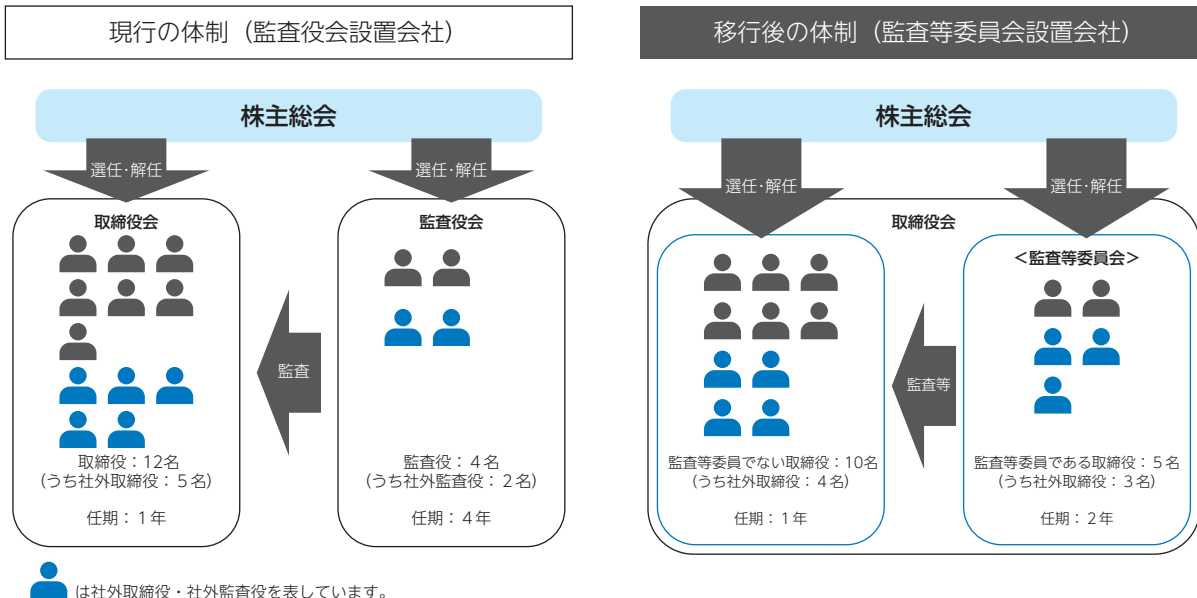 現行の体制（監査役会設置会社）
株主総会
選任・解任
選任・解任
取締役会
取締役：12名
（うち社外取締役：5名）
任期：1年
監査
監査役会
監査役：4名
（うち社外監査役：2名）
任期：4年
は社外取締役・社外監査役を表しています。
移行後の体制（監査等委員会設置会社）
株主総会
選任・解任
選任・解任
取締役会
監査等委員でない取締役：10名
（うち社外取締役：4名）
任期：1年
監査等
＜監査等委員会＞
監査等委員である取締役：5名
（うち社外取締役：3名）
任期：2年